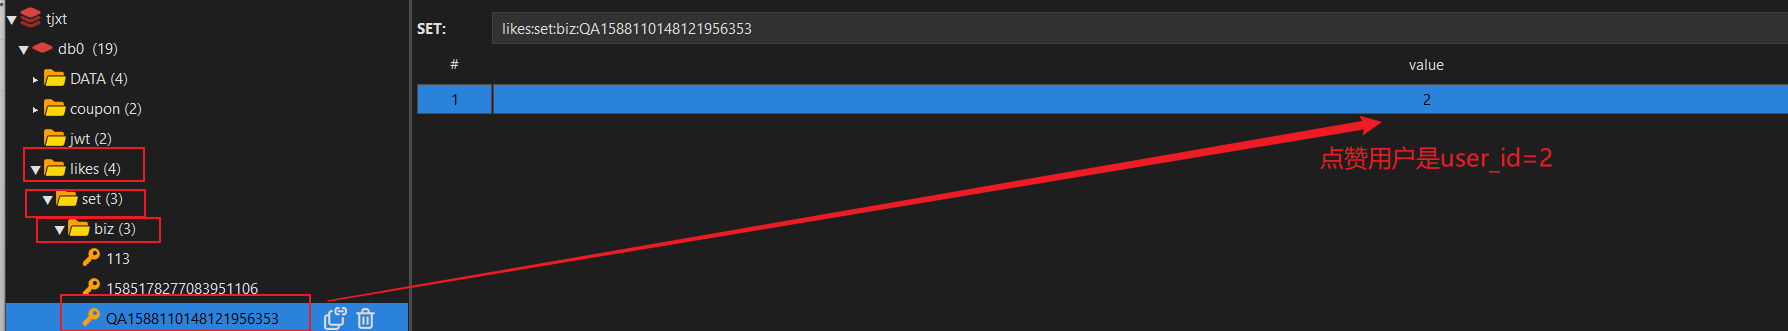 tjxt
db0 (19)
DATA (4)
coupon (2)
jwt (2)
likes (4)
set (3)
biz (3)
113
1585178277083951106
QA1588110148121956353
SET:
likes:set:biz:QA1588110148121956353
# value
1 2
点赞用户是user_id=2